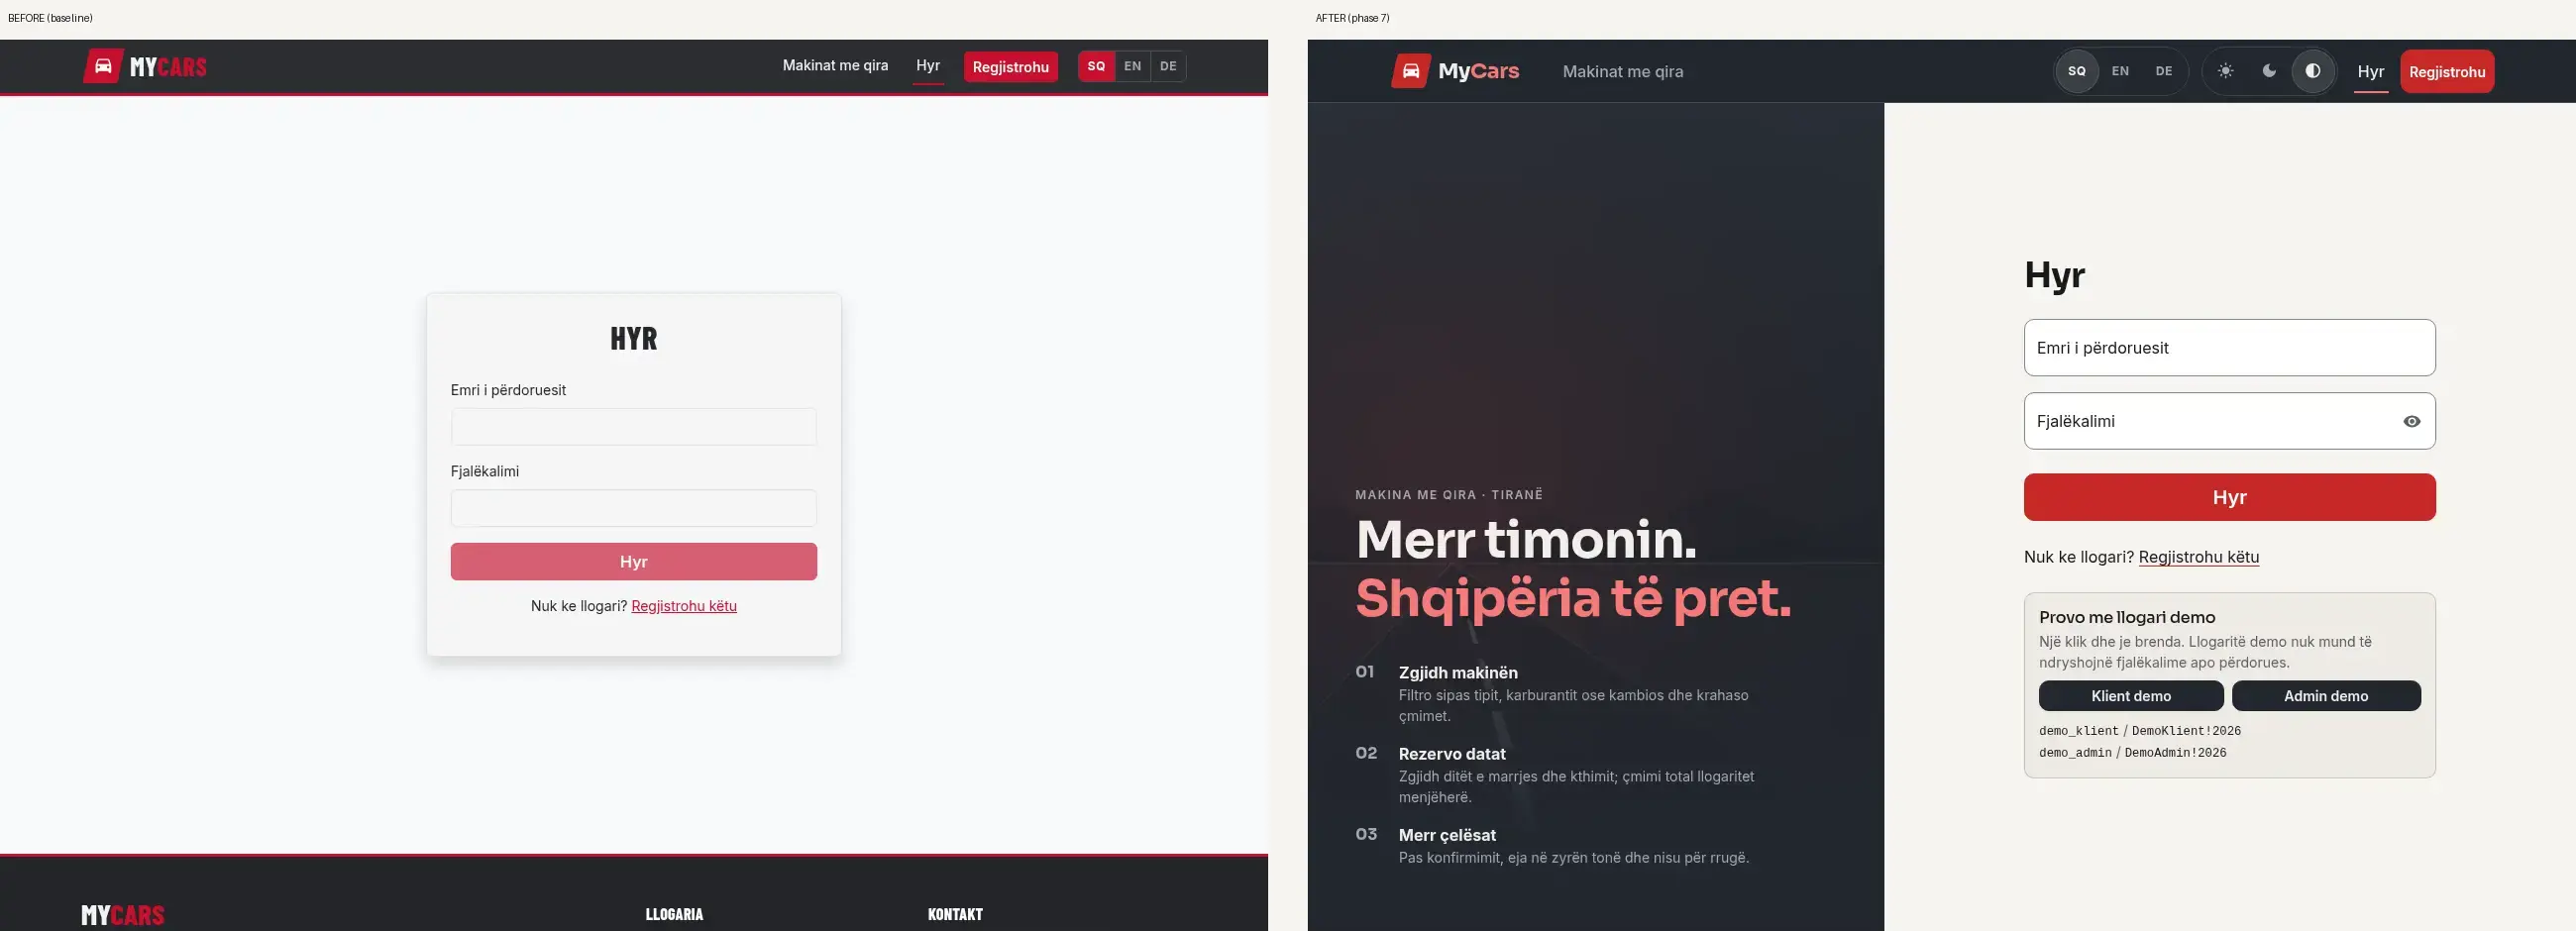 BEFORE (baseline)
MYCARS
Makinat me qira
Hyr
Regjistrohu
SQ
EN
DE
HYR
Emri i përdoruesit
Fjalëkalimi
Hyr
Nuk ke llogari? Regjistrohu këtu
MYCARS
LLOGARIA
KONTAKT
AFTER (phase 7)
MyCars
Makinat me qira
SQ
EN
DE
Hyr
Regjistrohu
MAKINA ME QIRA · TIRANË
Merr timonin.
Shqipëria të pret.
01
Zgjidh makinën
Filtro sipas tipit, karburantit ose kambios dhe krahaso
çmimet.
02
Rezervo datat
Zgjidh ditët e marrjes dhe kthimit; çmimi total llogaritet
menjëherë.
03
Merr çelësat
Pas konfirmimit, eja në zyrën tonë dhe nisu për rrugë.
Hyr
Emri i përdoruesit
Fjalëkalimi
Hyr
Nuk ke llogari? Regjistrohu këtu
Provo me llogari demo
Një klik dhe je brenda. Llogaritë demo nuk mund të
ndryshojnë fjalëkalime apo përdorues.
Klient demo
Admin demo
demo_klient / DemoKlient!2026
demo_admin / DemoAdmin!2026